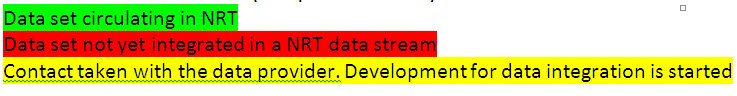 Data set circulating in NRT
Data set not yet integrated in a NRT data stream
Contact taken with the data provider. Development for data integration is started